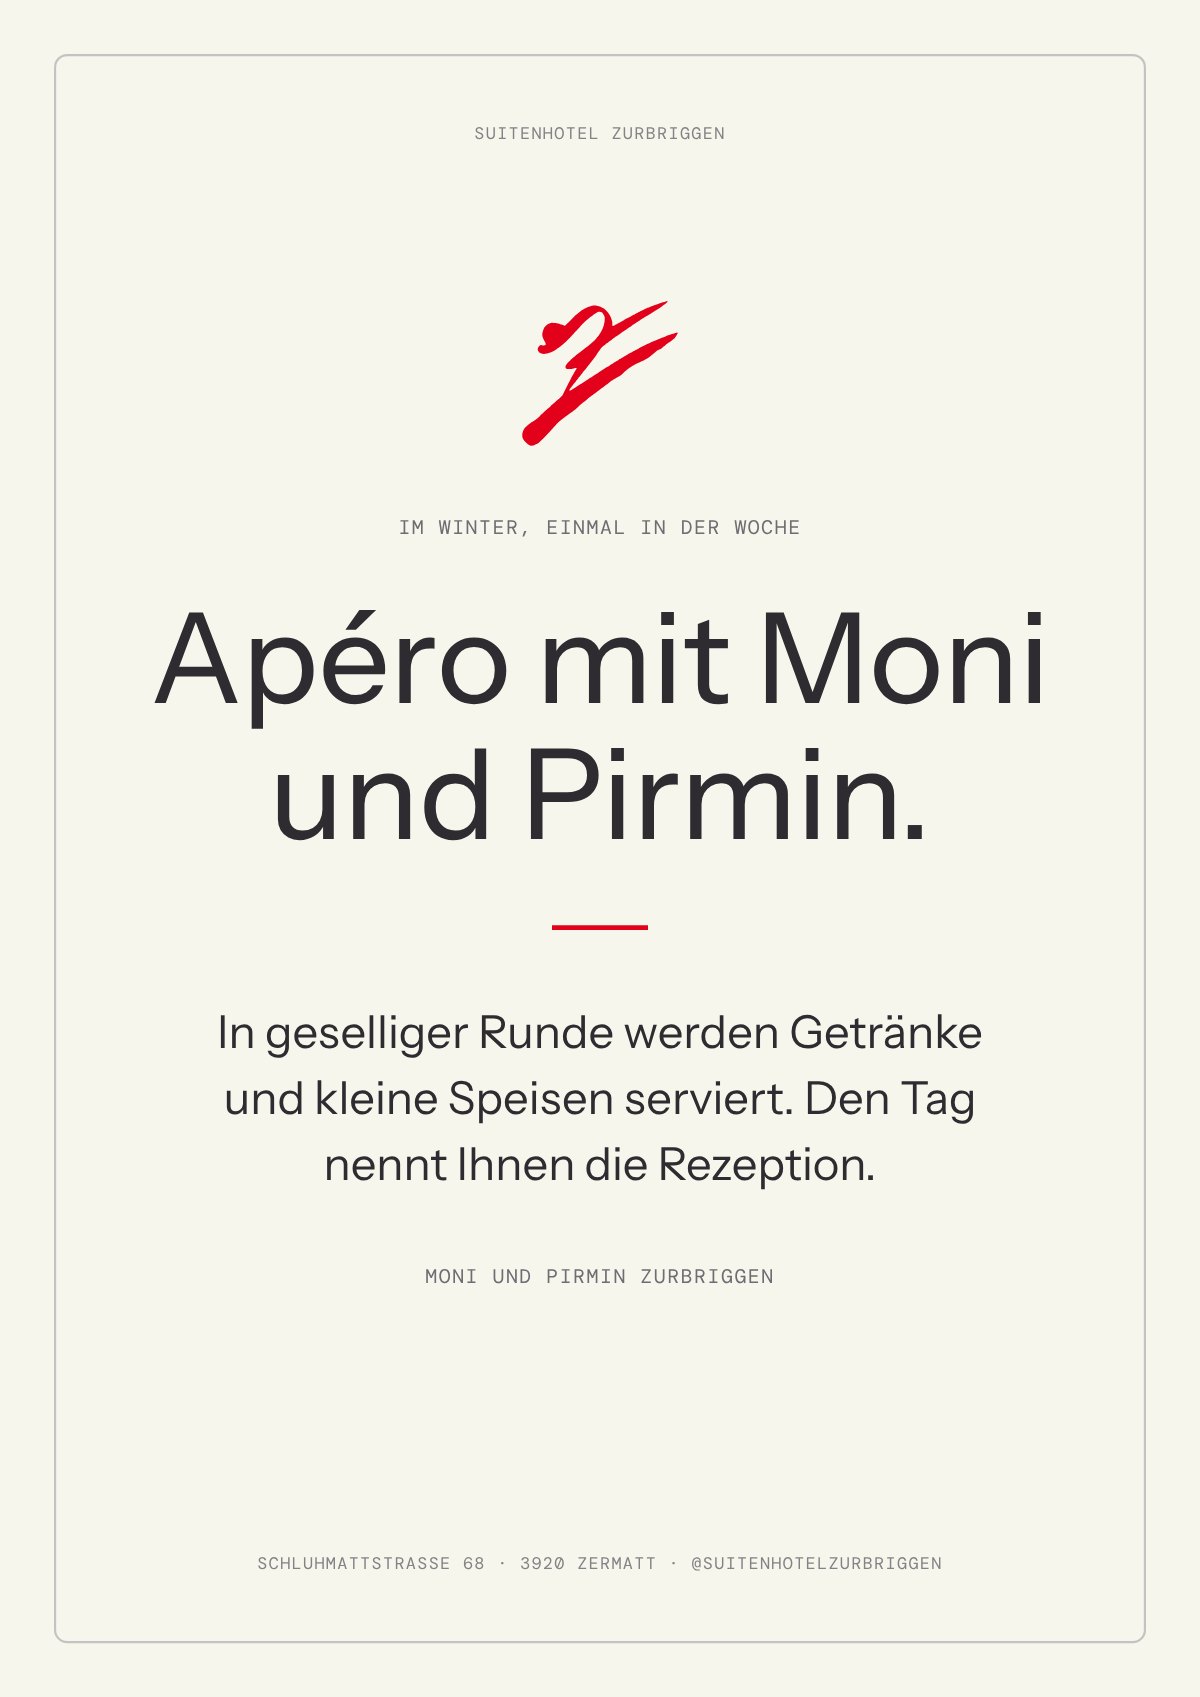 SUITENHOTEL ZURBRIGGEN
IM WINTER, EINMAL IN DER WOCHE
Apéro mit Moni
und Pirmin.
In geselliger Runde werden Getränke
und kleine Speisen serviert. Den Tag
nennt Ihnen die Rezeption.
MONI UND PIRMIN ZURBRIGGEN
SCHLUHMATTSTRASSE 68 · 3920 ZERMATT · @SUITENHOTELZURBRIGGEN